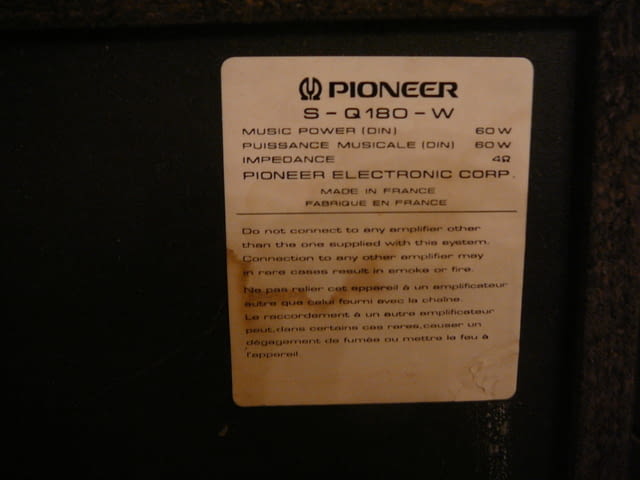 PIONEER
S-Q180-W
MUSIC POWER (DIN) 60W
PUISSANCE MUSICALE (DIN) 60W
IMPEDANCE 4Ω
PIONEER ELECTRONIC CORP.
MADE IN FRANCE
FABRIQUE EN FRANCE
Do not connect to any amplifier other
than the one supplied with this system.
Connection to any other amplifier may
in rare cases result in smoke or fire.
Ne pas relier cet appareil à un amplificateur
autre que celui fourni avec la chaîne.
Le raccordement à un autre amplificateur
peut,dans certains cas rares,causer un
dégagement de fumée ou mettre le feu à
l'appareil